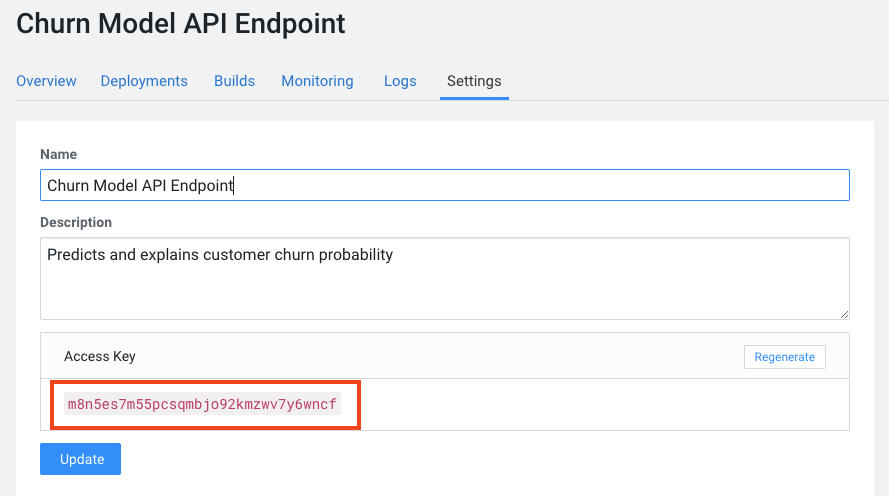 Churn Model API Endpoint
Overview Deployments Builds Monitoring Logs Settings
Name
Churn Model API Endpoint
Description
Predicts and explains customer churn probability
Access Key Regenerate
m8n5es7m55pcsqmbjo92kmzwv7y6wncf
Update